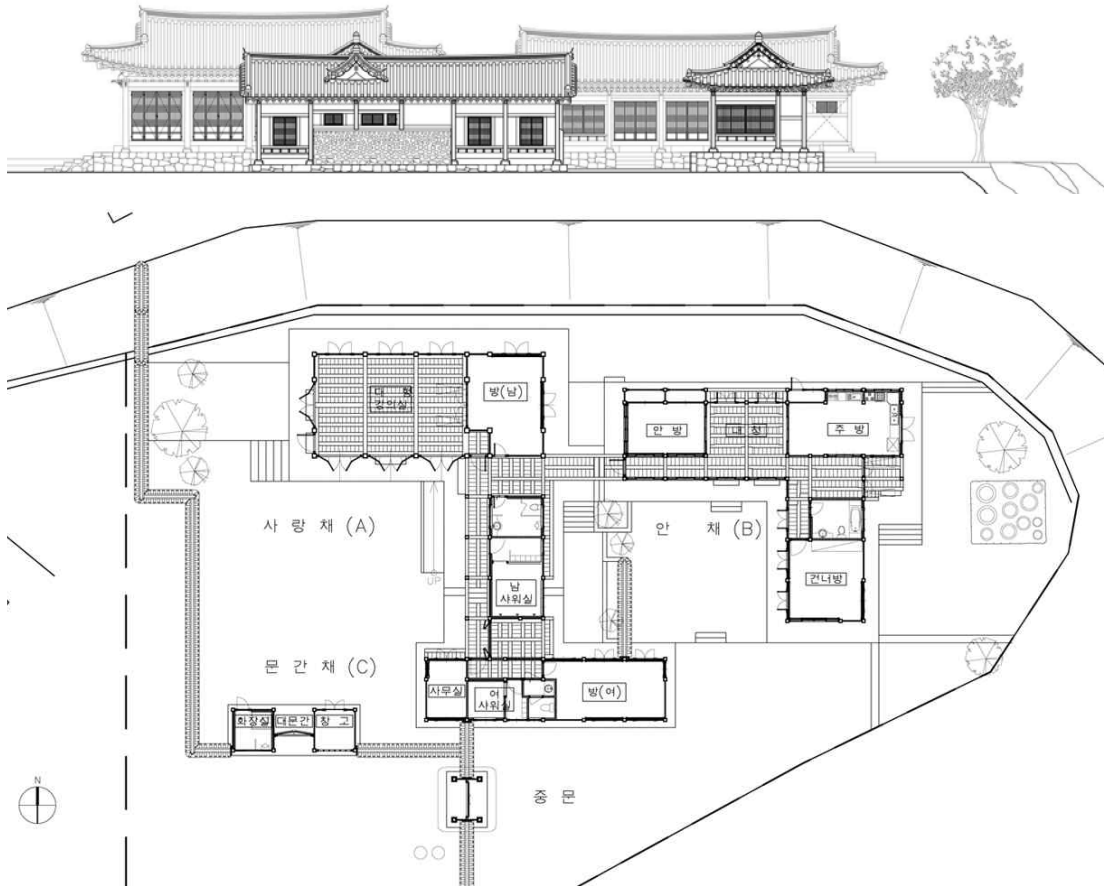 대 형
강의실
방(남)
안 방
대 청
주 방
사 랑 채 (A)
안 채 (B)
UP
건너방
남
샤워실
문 간 채 (C)
사무실
여
샤워실
방(여)
화장실
대문간
창 고
N
중 문